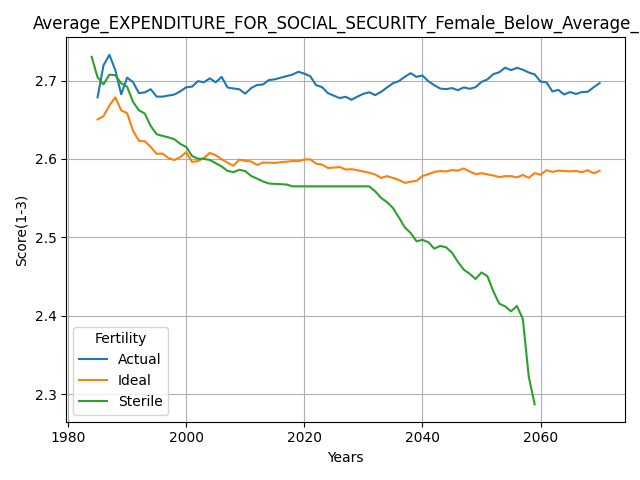 Average_EXPENDITURE_FOR_SOCIAL_SECURITY_Female_Below_Average_
Score(1-3)
2.7
2.6
2.5
2.4
2.3
Fertility
Actual
Ideal
Sterile
1980 2000 2020 2040 2060
Years